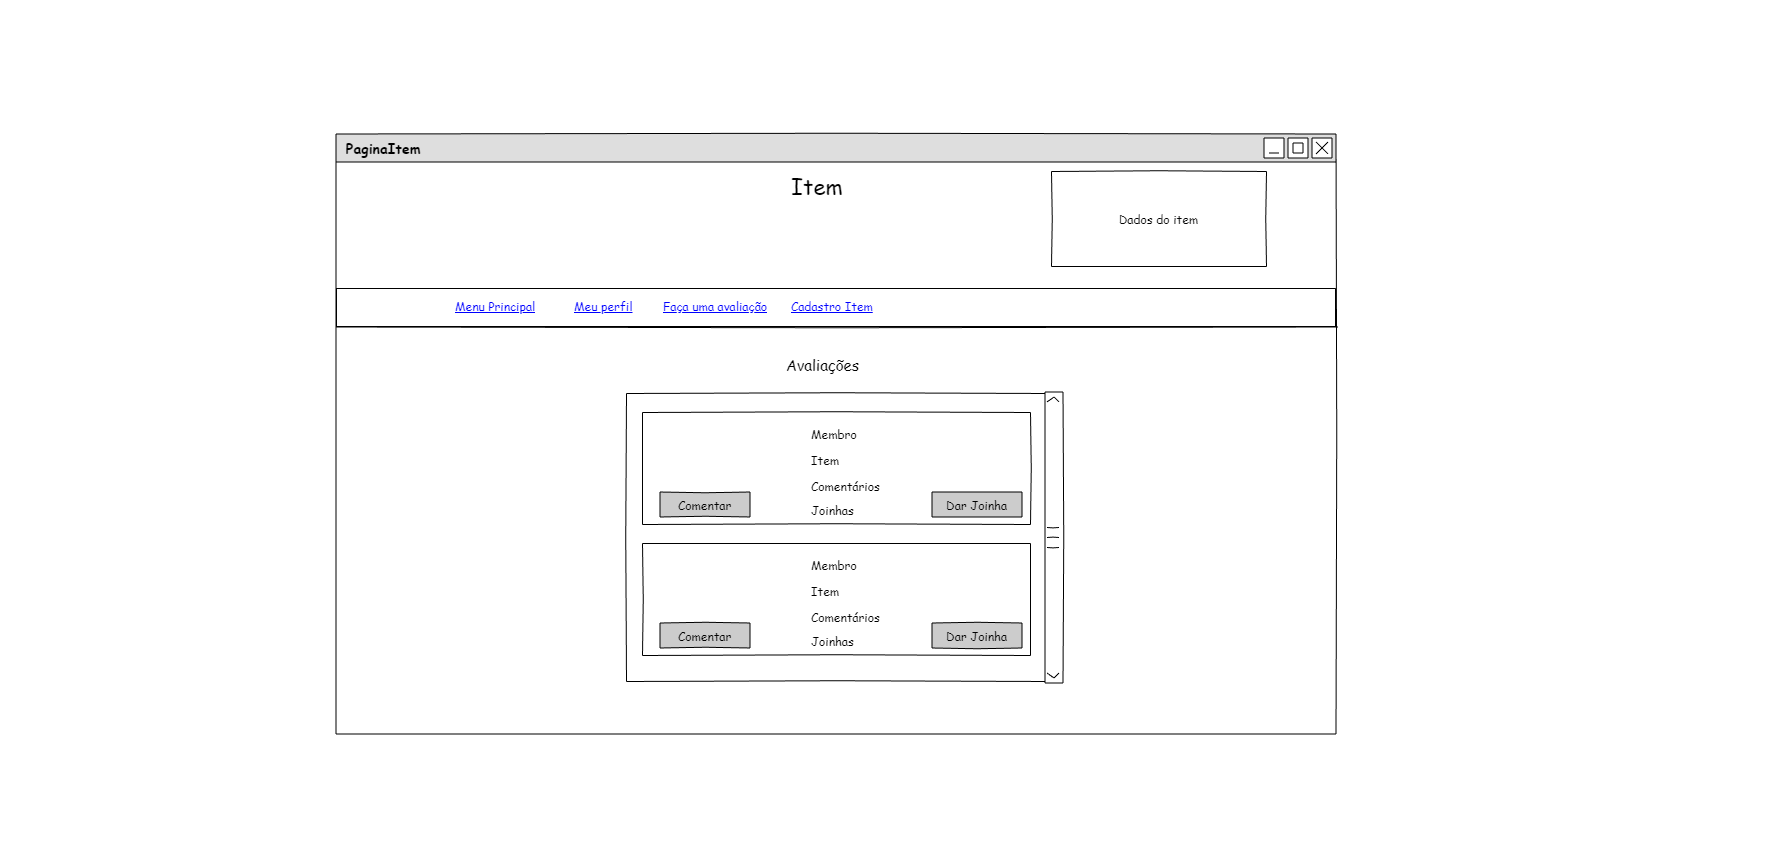 PaginaItem
Item
Dados do item
Menu Principal Meu perfil Faça uma avaliação Cadastro Item
Avaliações
Membro
Item
Comentários
Comentar Dar Joinha
Joinhas
Membro
Item
Comentários
Comentar Dar Joinha
Joinhas